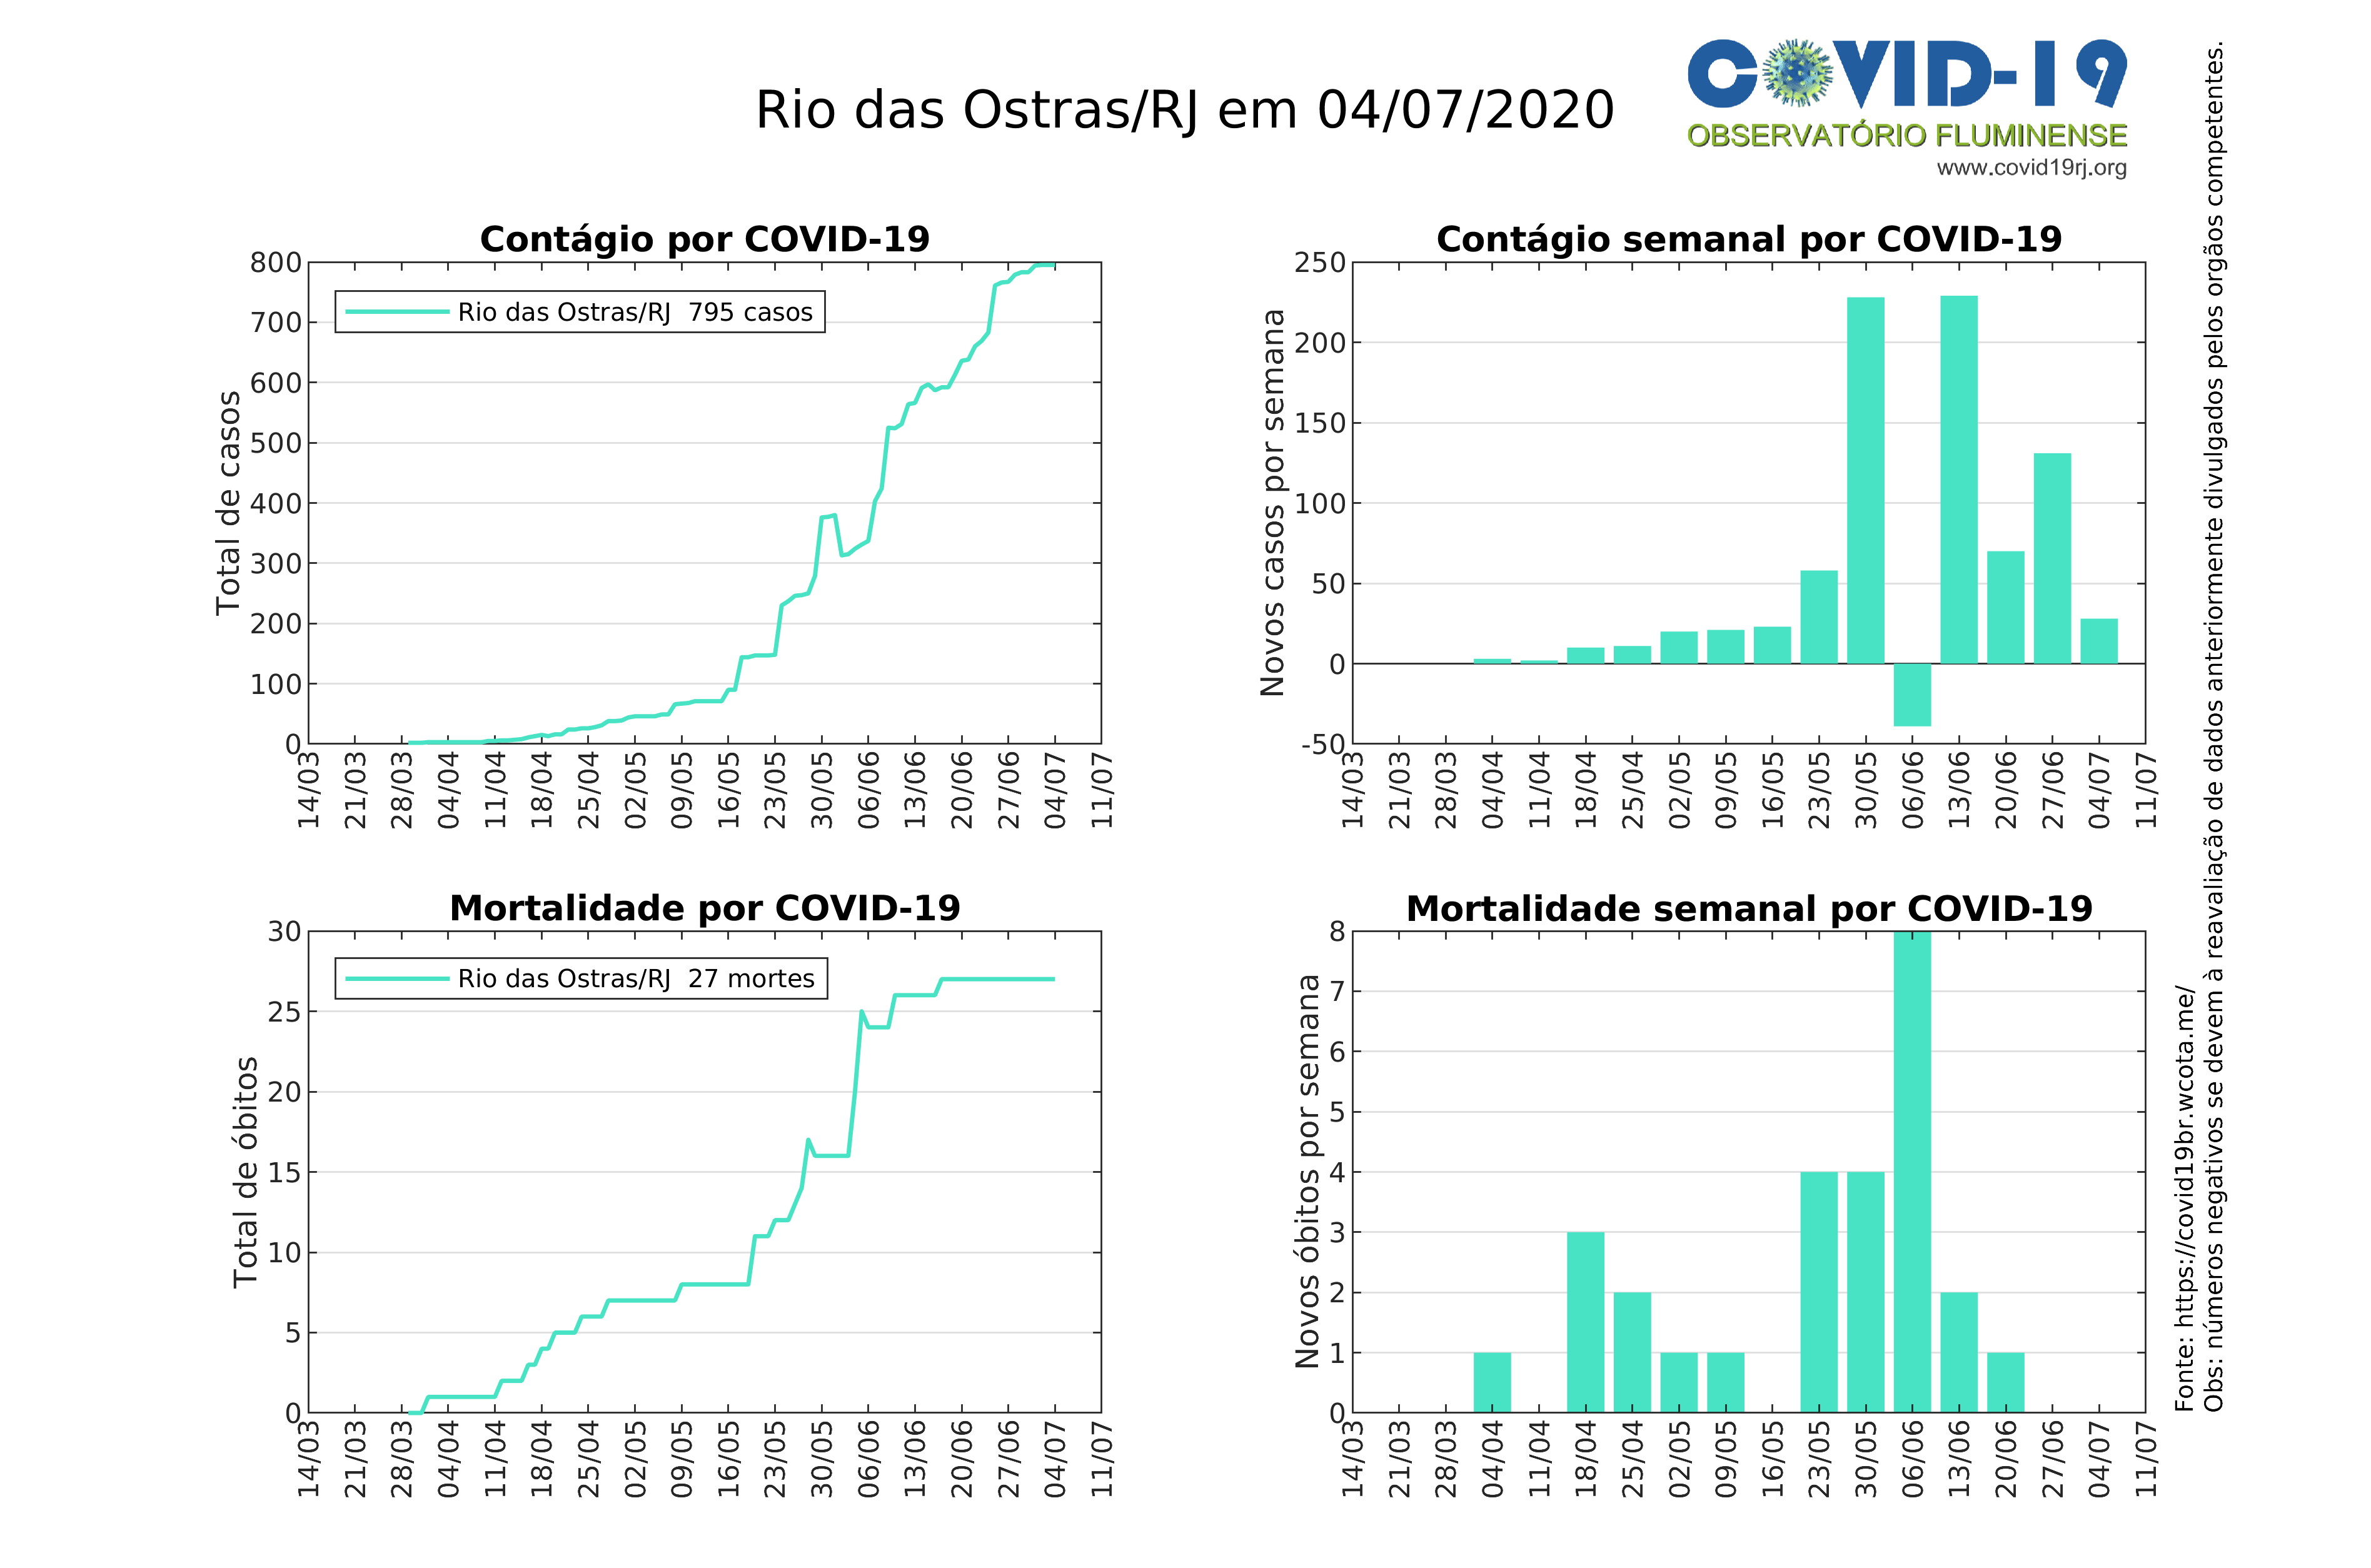 Rio das Ostras/RJ em 04/07/2020
COVID-19
OBSERVATÓRIO FLUMINENSE
www.covid19rj.org
Contágio por COVID-19
Total de casos
800
700
600
500
400
300
200
100
0
Rio das Ostras/RJ 795 casos
14/03 21/03 28/03 04/04 11/04 18/04 25/04 02/05 09/05 16/05 23/05 30/05 06/06 13/06 20/06 27/06 04/07 11/07
Contágio semanal por COVID-19
Novos casos por semana
250
200
150
100
50
0
-50
14/03 21/03 28/03 04/04 11/04 18/04 25/04 02/05 09/05 16/05 23/05 30/05 06/06 13/06 20/06 27/06 04/07 11/07
Mortalidade por COVID-19
Total de óbitos
30
25
20
15
10
5
0
Rio das Ostras/RJ 27 mortes
14/03 21/03 28/03 04/04 11/04 18/04 25/04 02/05 09/05 16/05 23/05 30/05 06/06 13/06 20/06 27/06 04/07 11/07
Mortalidade semanal por COVID-19
Novos óbitos por semana
8
7
6
5
4
3
2
1
0
14/03 21/03 28/03 04/04 11/04 18/04 25/04 02/05 09/05 16/05 23/05 30/05 06/06 13/06 20/06 27/06 04/07 11/07
Fonte: https://covid19br.wcota.me/
Obs: números negativos se devem à reavaliação de dados anteriormente divulgados pelos orgãos competentes.